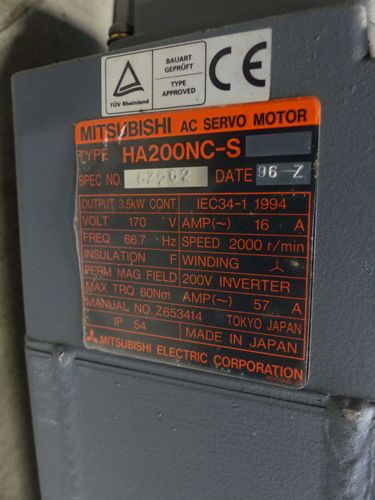 TÜV Rheinland
BAUART
GEPRÜFT
TYPE
APPROVED
CE
MITSUBISHI AC SERVO MOTOR
TYPE HA200NC-S
SPEC NO. DATE 96-Z
OUTPUT 3.5kW CONT IEC34-1 1994
VOLT 170 V AMP(~) 16 A
FREQ 66.7 Hz SPEED 2000 r/min
INSULATION F WINDING
PERM MAG FIELD 200V INVERTER
MAX TRQ 60Nm AMP(~) 57 A
MANUAL NO. Z653414 TOKYO JAPAN
IP 54 MADE IN JAPAN
MITSUBISHI ELECTRIC CORPORATION